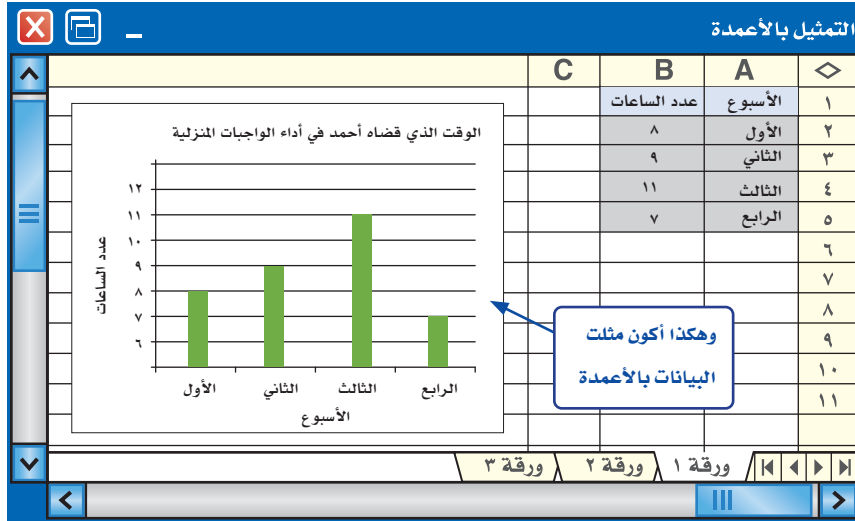 التمثيل بالأعمدة
A B C
١ الأسبوع عدد الساعات
٢ الأول ٨
٣ الثاني ٩
٤ الثالث ١١
٥ الرابع ٧
٦
٧
٨
٩
١٠
١١
الوقت الذي قضاه أحمد في أداء الواجبات المنزلية
عدد الساعات
١٢
١١
١٠
٩
٨
٧
٦
الأول الثاني الثالث الرابع
الأسبوع
وهكذا أكون مثلت
البيانات بالأعمدة
ورقة ١ ورقة ٢ ورقة ٣